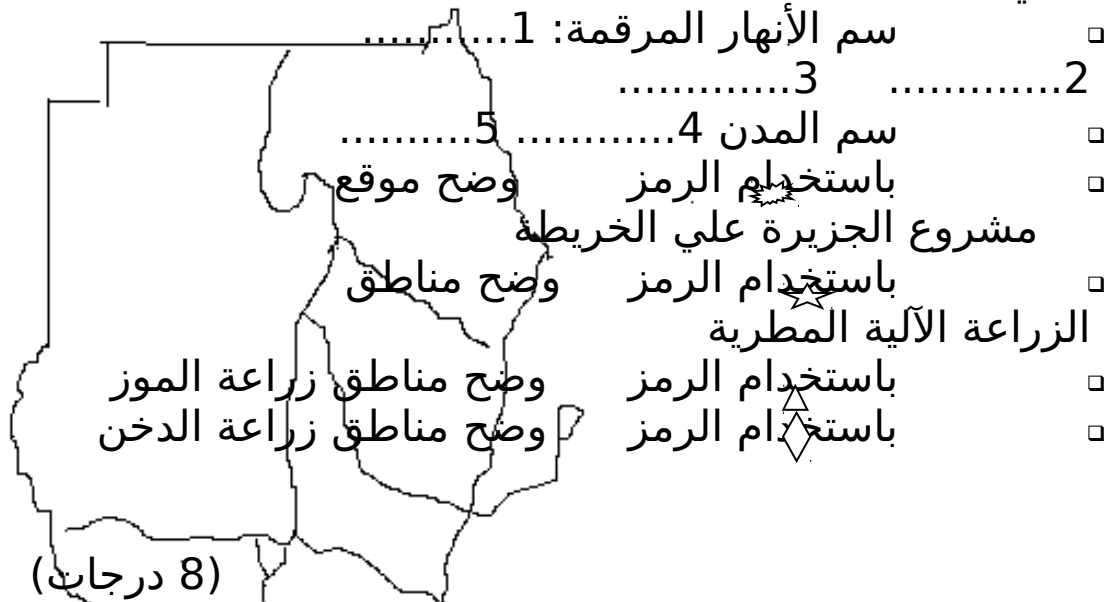 سم الأنهار المرقمة: 1...........
2............. 3.............
سم المدن 4............ 5..........
باستخدام الرمز وضح موقع
مشروع الجزيرة علي الخريطة
باستخدام الرمز وضح مناطق
الزراعة الآلية المطرية
باستخدام الرمز وضح مناطق زراعة الموز
باستخدام الرمز وضح مناطق زراعة الدخن
(8 درجات)